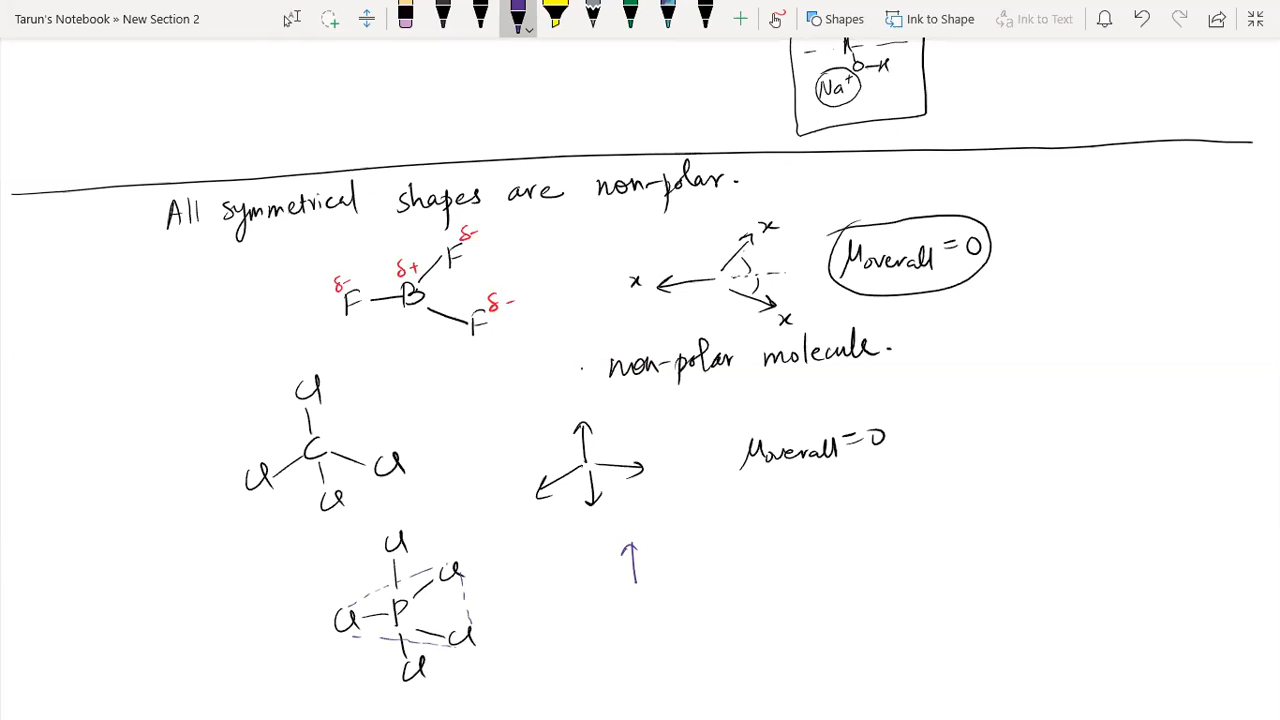 Tarun's Notebook » New Section 2
Shapes
Ink to Shape
Ink to Text
O-H
Na+
All symmetrical shapes are non-polar.
δ-
F
δ+
B
δ-
F
δ-
F
x
x
x
μoverall = 0
non-polar molecule.
Cl
C
Cl
Cl
Cl
μoverall = 0
Cl
Cl
Cl
P
Cl
Cl